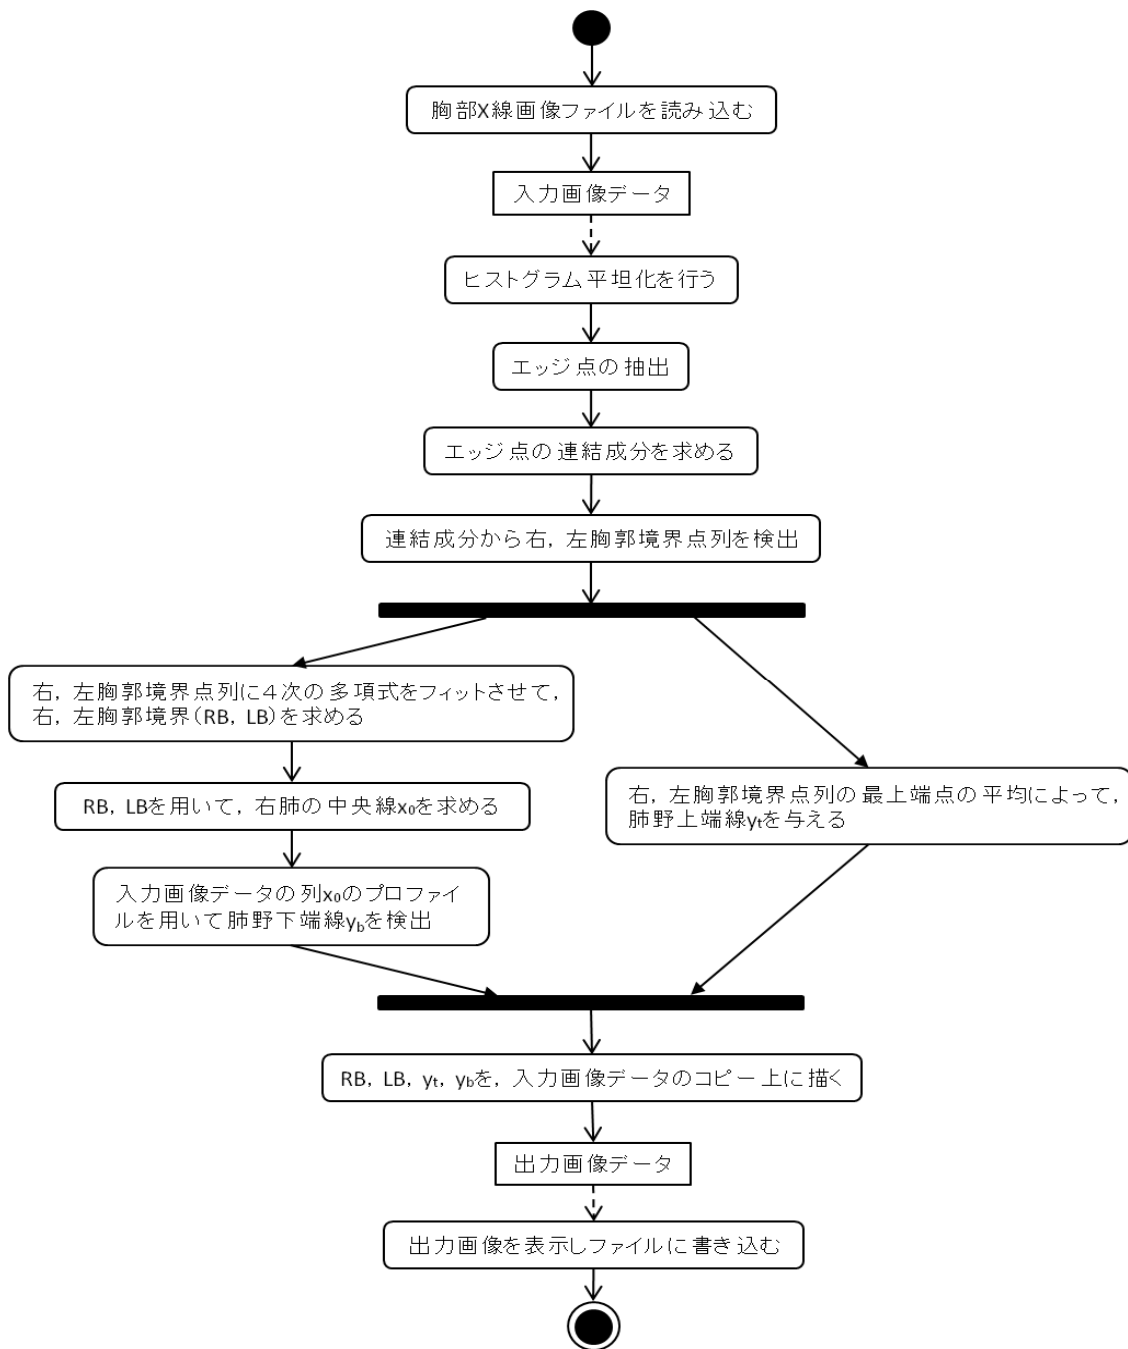 胸部X線画像ファイルを読み込む
入力画像データ
ヒストグラム平坦化を行う
エッジ点の抽出
エッジ点の連結成分を求める
連結成分から右，左胸郭境界点列を検出
右，左胸郭境界点列に４次の多項式をフィットさせて，
右，左胸郭境界（RB，LB）を求める
RB，LBを用いて，右肺の中央線x₀を求める
入力画像データの列x₀のプロファイ
ルを用いて肺野下端線y_bを検出
右，左胸郭境界点列の最上端点の平均によって，
肺野上端線y_tを与える
RB，LB，y_t，y_bを，入力画像データのコピー上に描く
出力画像データ
出力画像を表示しファイルに書き込む